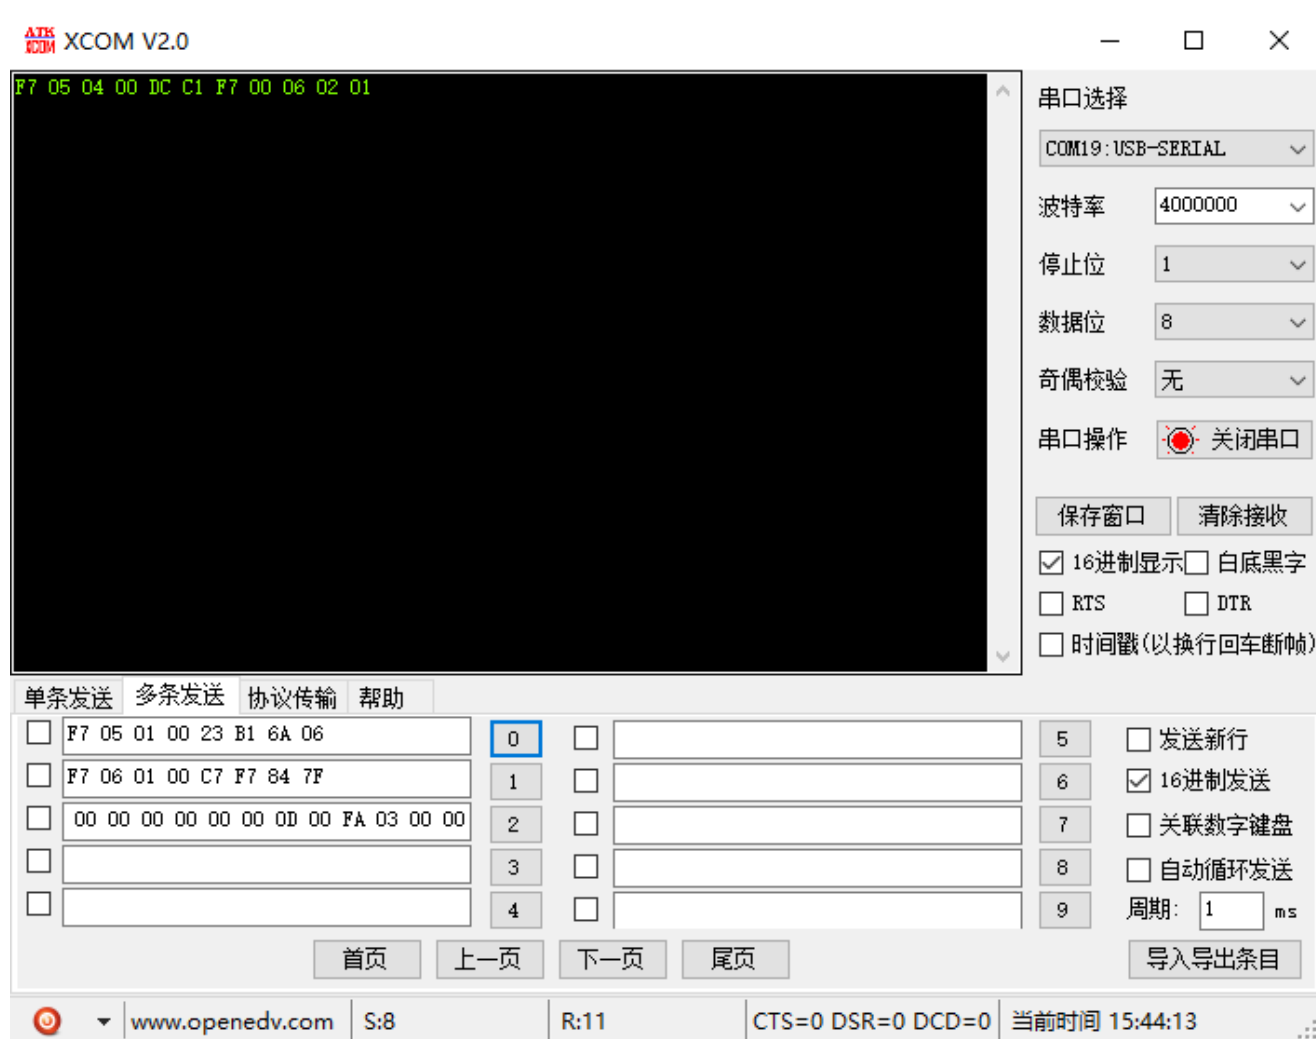 ATK XCOM XCOM V2.0
F7 05 04 00 DC C1 F7 00 06 02 01
串口选择
COM19:USB-SERIAL
波特率 4000000
停止位 1
数据位 8
奇偶校验 无
串口操作 关闭串口
保存窗口 清除接收
16进制显示 白底黑字
RTS DTR
时间戳(以换行回车断帧)
单条发送 多条发送 协议传输 帮助
F7 05 01 00 23 B1 6A 06 0 5 发送新行
F7 06 01 00 C7 F7 84 7F 1 6 16进制发送
00 00 00 00 00 00 0D 00 FA 03 00 00 2 7 关联数字键盘
3 8 自动循环发送
4 9 周期: 1 ms
首页 上一页 下一页 尾页 导入导出条目
www.openedv.com S:8 R:11 CTS=0 DSR=0 DCD=0 当前时间 15:44:13